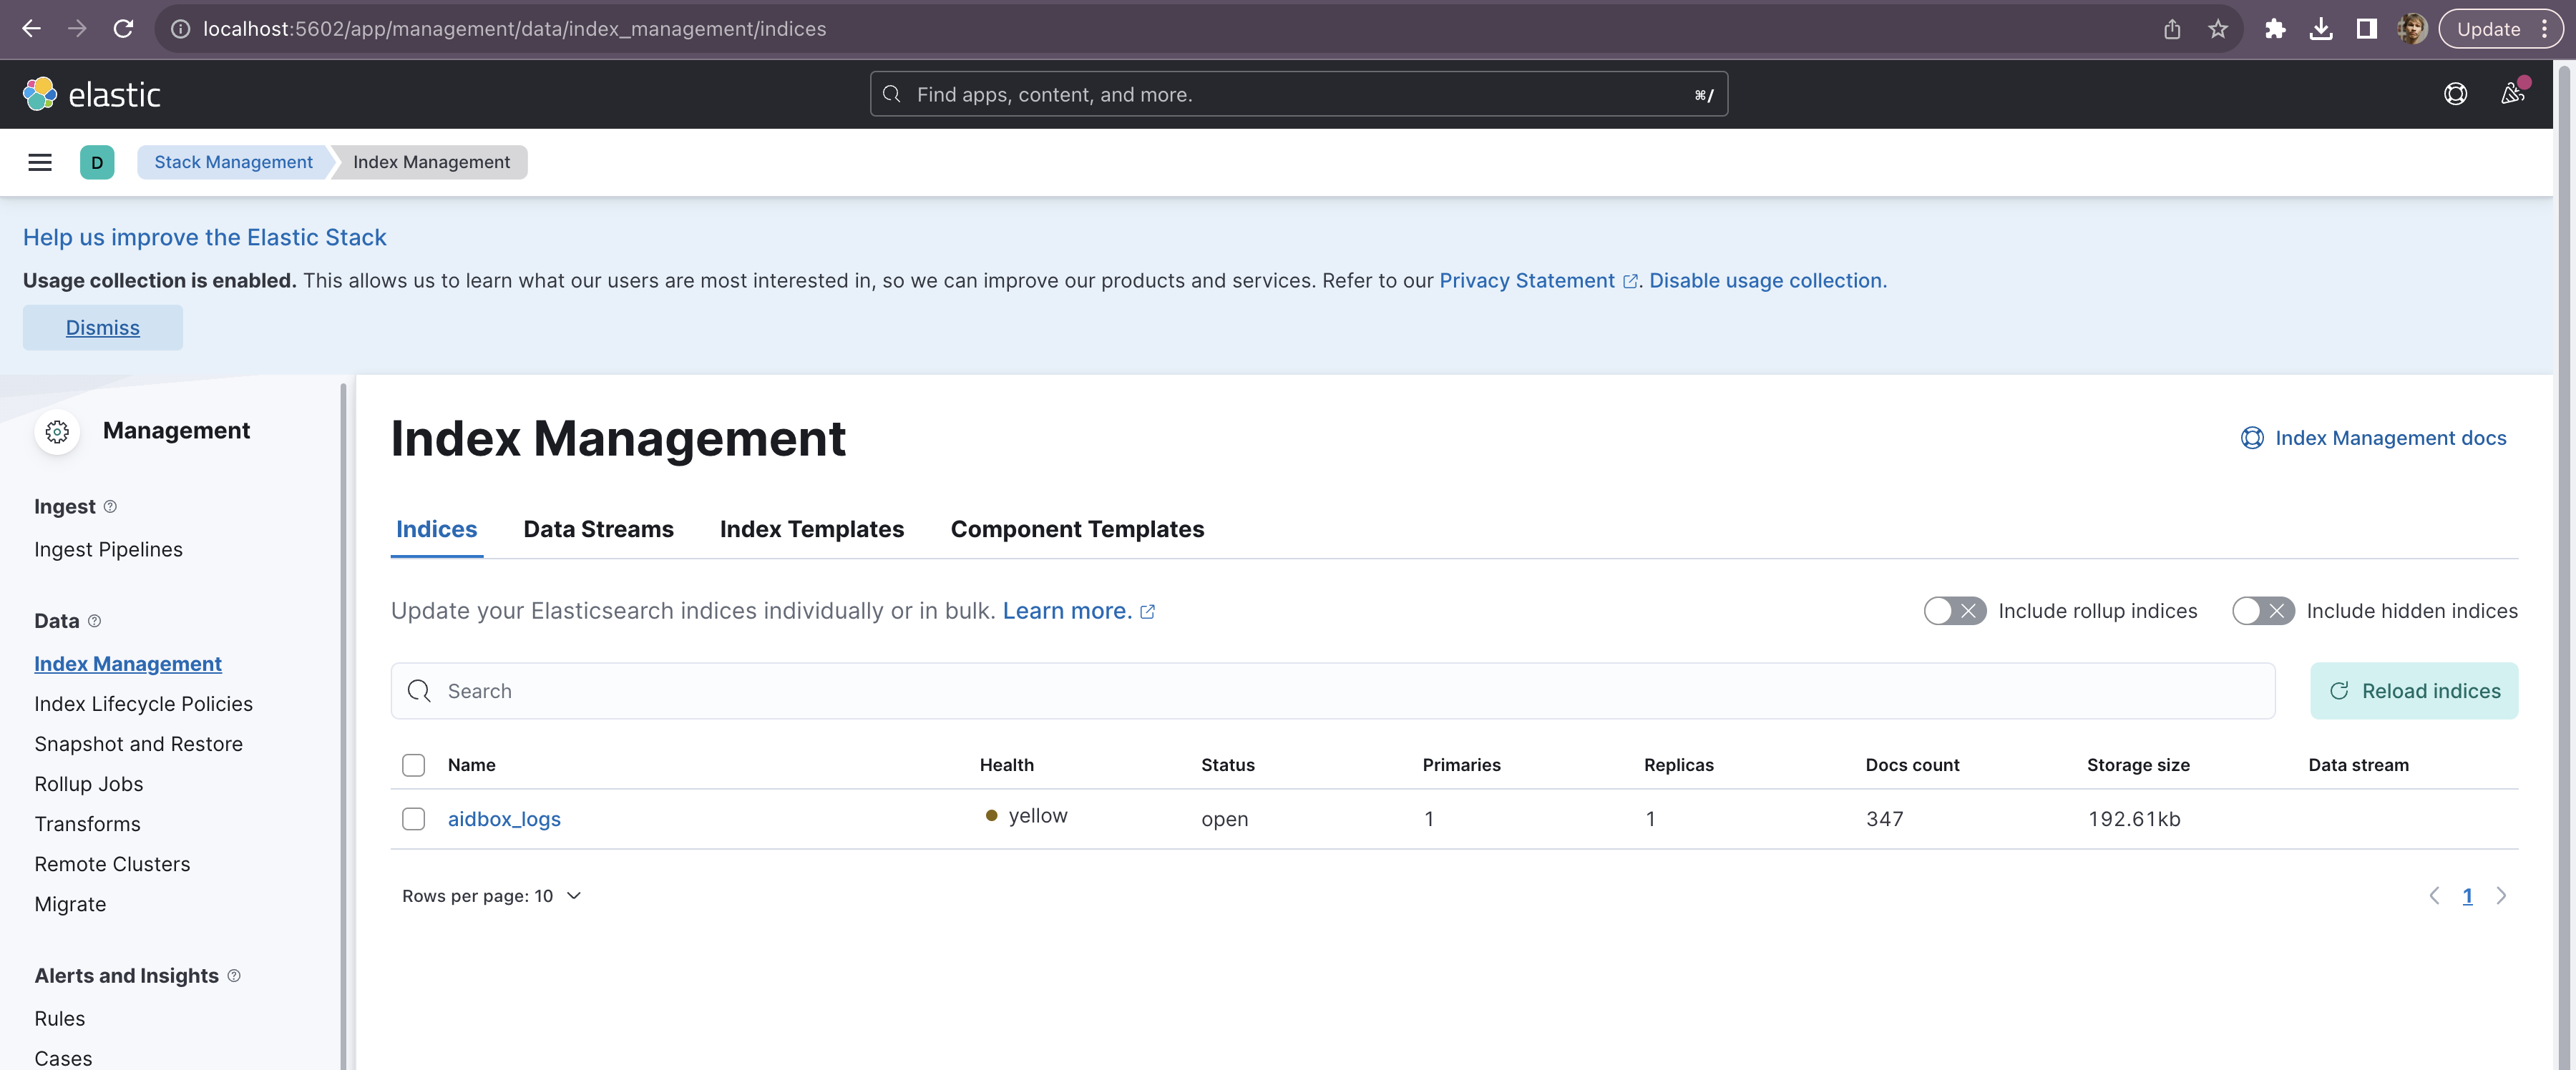 localhost:5602/app/management/data/index_management/indices
Update
elastic
Find apps, content, and more.
⌘/
D
Stack Management
Index Management
Help us improve the Elastic Stack
Usage collection is enabled. This allows us to learn what our users are most interested in, so we can improve our products and services. Refer to our Privacy Statement. Disable usage collection.
Dismiss
Management
Ingest
Ingest Pipelines
Data
Index Management
Index Lifecycle Policies
Snapshot and Restore
Rollup Jobs
Transforms
Remote Clusters
Migrate
Alerts and Insights
Rules
Cases
Index Management
Index Management docs
Indices
Data Streams
Index Templates
Component Templates
Update your Elasticsearch indices individually or in bulk. Learn more.
Include rollup indices
Include hidden indices
Search
Reload indices
Name Health Status Primaries Replicas Docs count Storage size Data stream
aidbox_logs yellow open 1 1 347 192.61kb
Rows per page: 10
1